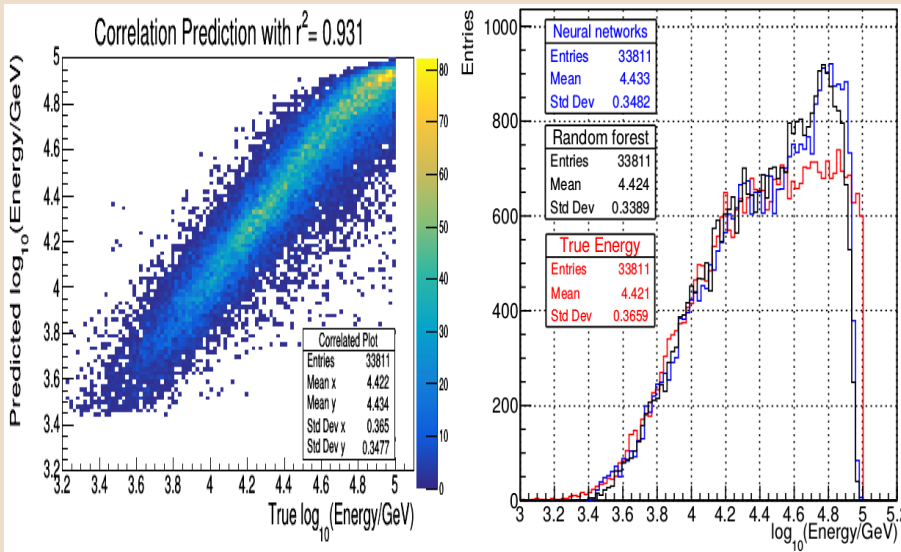 Correlation Prediction with r²= 0.931
Predicted log₁₀(Energy/GeV)
5
4.8
4.6
4.4
4.2
4
3.8
3.6
3.4
3.2
3.2 3.4 3.6 3.8 4 4.2 4.4 4.6 4.8 5
True log₁₀(Energy/GeV)
Correlated Plot
Entries 33811
Mean x 4.422
Mean y 4.434
Std Dev x 0.365
Std Dev y 0.3477
80
70
60
50
40
30
20
10
0
Entries
1000
800
600
400
200
0
Neural networks
Entries 33811
Mean 4.433
Std Dev 0.3482
Random forest
Entries 33811
Mean 4.424
Std Dev 0.3389
True Energy
Entries 33811
Mean 4.421
Std Dev 0.3659
3 3.2 3.4 3.6 3.8 4 4.2 4.4 4.6 4.8 5 5.2
log₁₀(Energy/GeV)